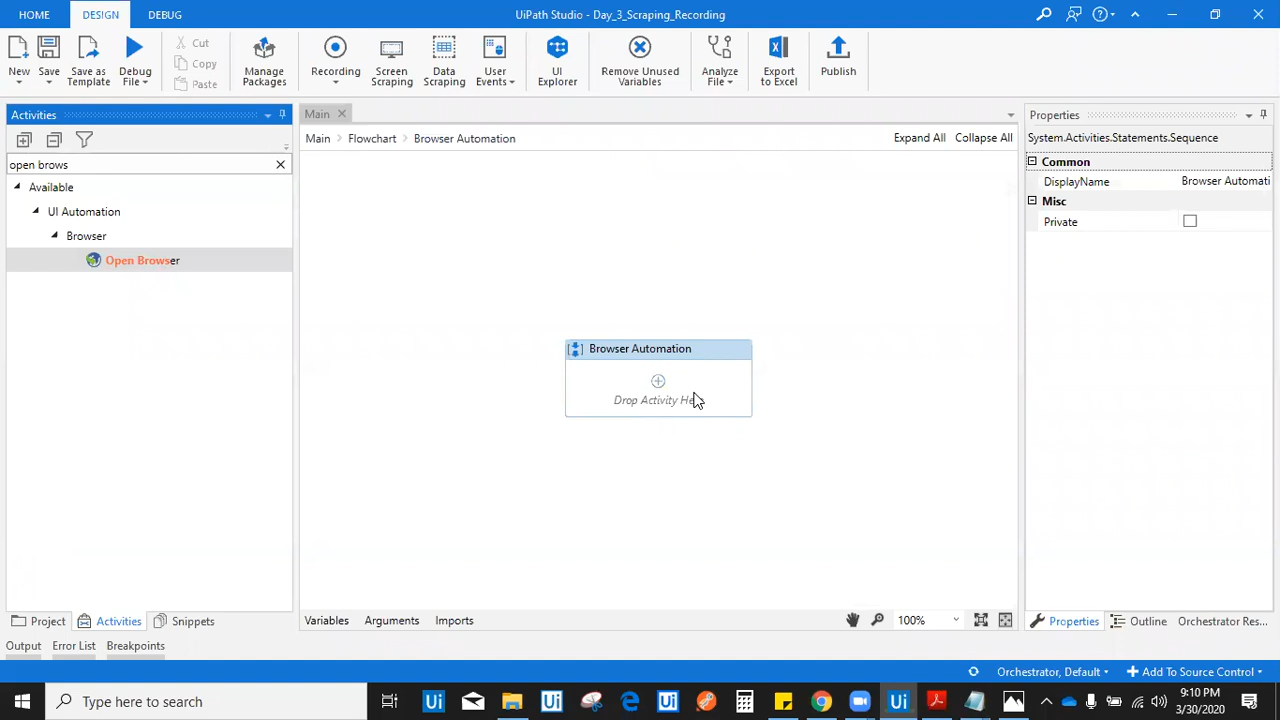 HOME DESIGN DEBUG UiPath Studio - Day_3_Scraping_Recording
New Save Save as Template Debug File Cut Copy Paste Manage Packages Recording Screen Scraping Data Scraping User Events UI Explorer Remove Unused Variables Analyze File Export to Excel Publish
Activities
Main
Properties
Main > Flowchart > Browser Automation Expand All Collapse All
System.Activities.Statements.Sequence
open brows
Common
Available
DisplayName Browser Automati
UI Automation
Misc
Browser
Private
Open Browser
Browser Automation
Drop Activity He
Project Activities Snippets
Variables Arguments Imports 100%
Properties Outline Orchestrator Res...
Output Error List Breakpoints
Orchestrator, Default Add To Source Control
Type here to search
Ui Ui Ui Ui
9:10 PM
3/30/2020